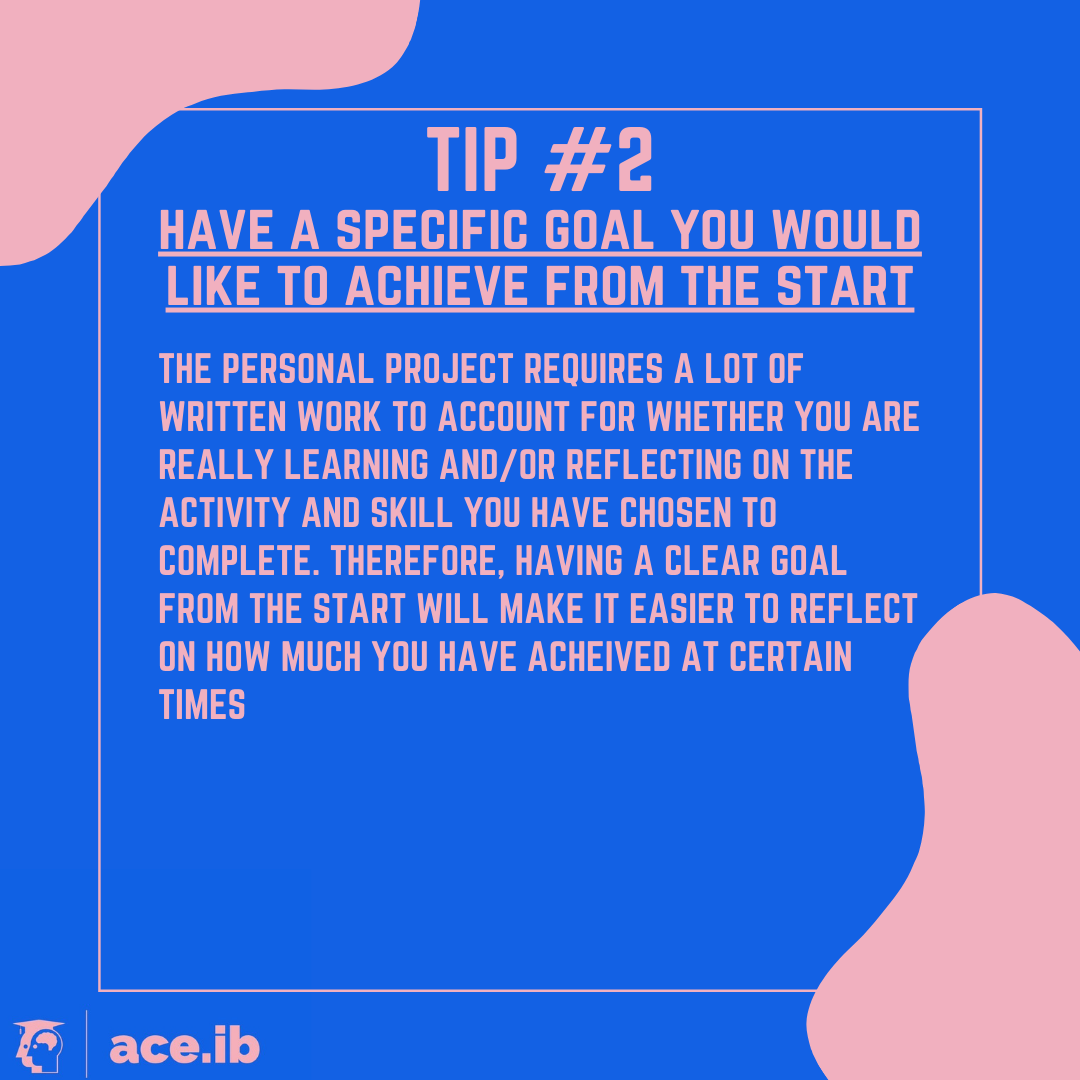 TIP #2
HAVE A SPECIFIC GOAL YOU WOULD
LIKE TO ACHIEVE FROM THE START
THE PERSONAL PROJECT REQUIRES A LOT OF
WRITTEN WORK TO ACCOUNT FOR WHETHER YOU ARE
REALLY LEARNING AND/OR REFLECTING ON THE
ACTIVITY AND SKILL YOU HAVE CHOSEN TO
COMPLETE. THEREFORE, HAVING A CLEAR GOAL
FROM THE START WILL MAKE IT EASIER TO REFLECT
ON HOW MUCH YOU HAVE ACHEIVED AT CERTAIN
TIMES
ace.ib